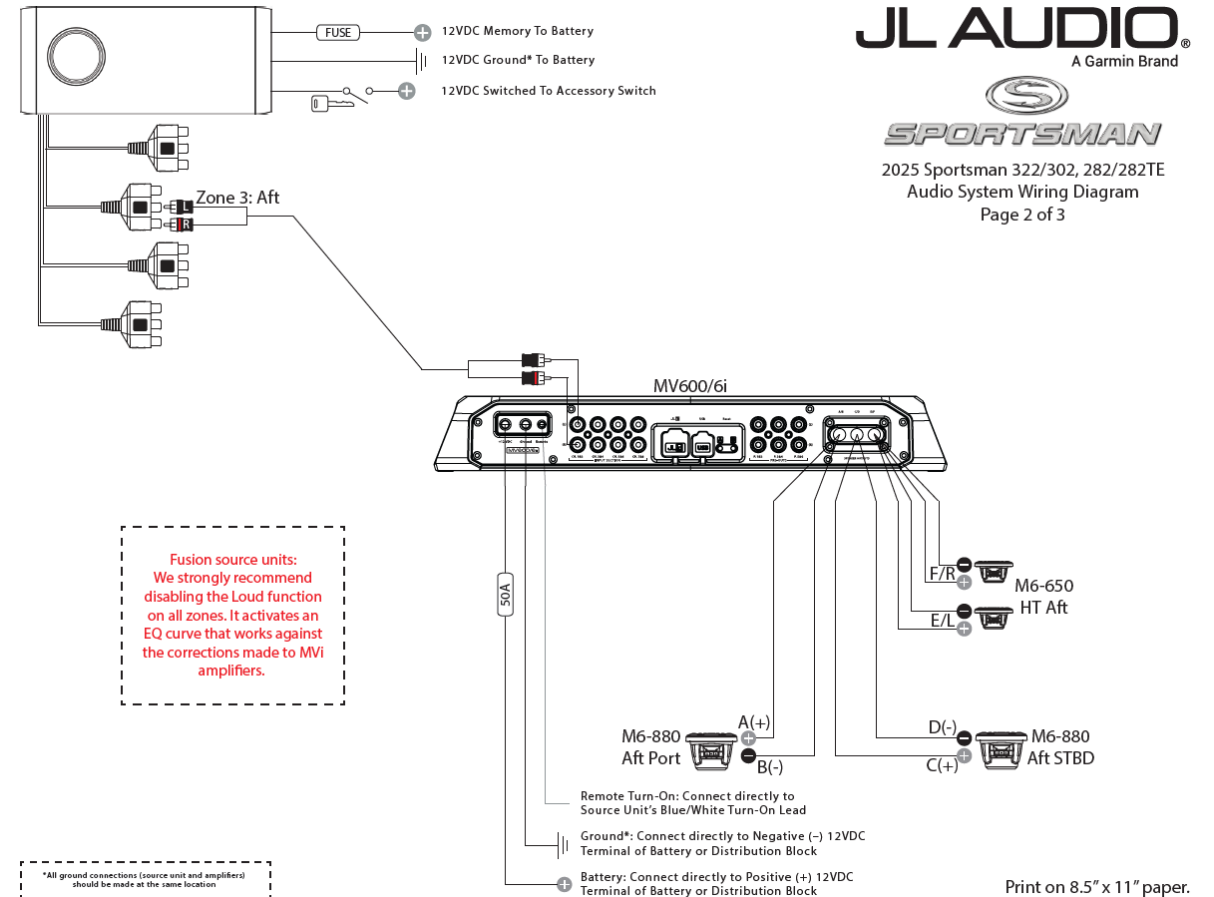 FUSE
12VDC Memory To Battery
12VDC Ground* To Battery
12VDC Switched To Accessory Switch
JL AUDIO®
A Garmin Brand
S
SPORTSMAN
2025 Sportsman 322/302, 282/282TE
Audio System Wiring Diagram
Page 2 of 3
Zone 3: Aft
L
R
MV600/6i
+12VDC Ground Remote
MV600/6i
USB
Fusion source units:
We strongly recommend
disabling the Loud function
on all zones. It activates an
EQ curve that works against
the corrections made to MVi
amplifiers.
50A
F/R
M6-650
HT Aft
E/L
A(+)
M6-880
Aft Port
B(-)
D(-)
M6-880
Aft STBD
C(+)
Remote Turn-On: Connect directly to
Source Unit's Blue/White Turn-On Lead
Ground*: Connect directly to Negative (–) 12VDC
Terminal of Battery or Distribution Block
Battery: Connect directly to Positive (+) 12VDC
Terminal of Battery or Distribution Block
*All ground connections (source unit and amplifiers)
should be made at the same location
Print on 8.5” x 11” paper.